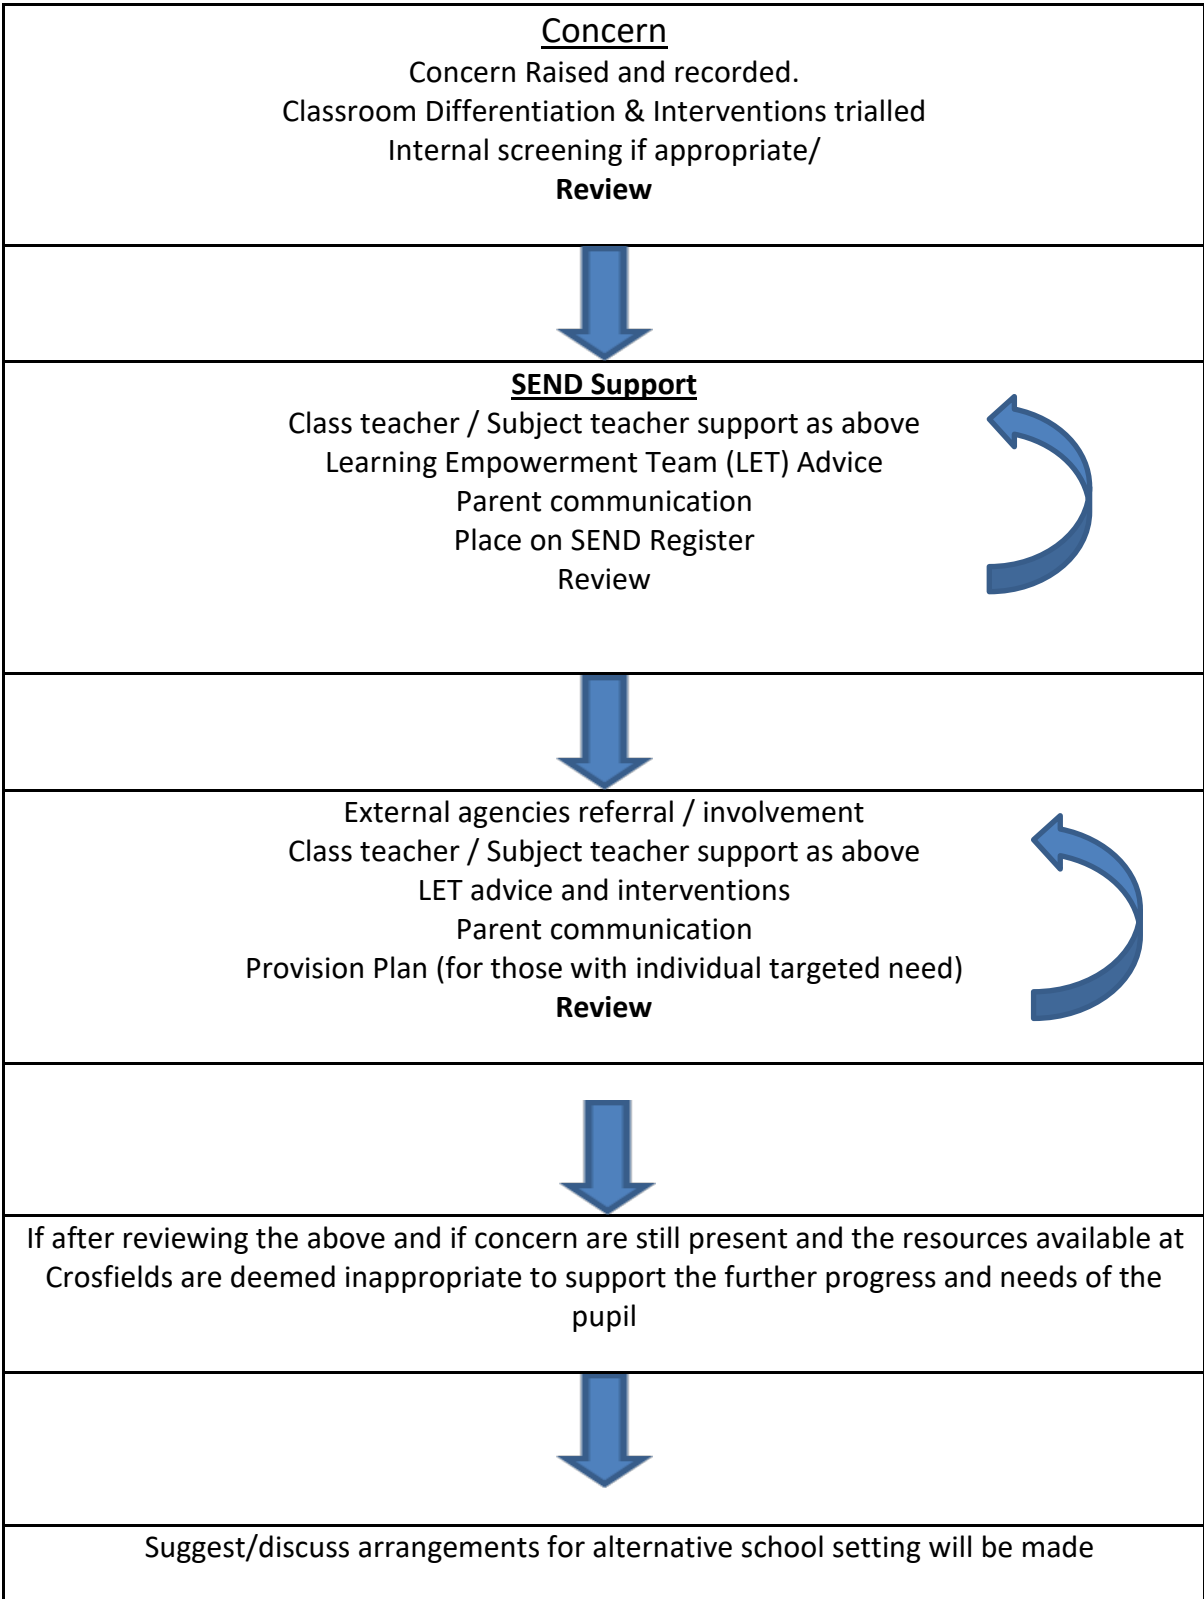 Concern
Concern Raised and recorded.
Classroom Differentiation & Interventions trialled
Internal screening if appropriate/
Review
SEND Support
Class teacher / Subject teacher support as above
Learning Empowerment Team (LET) Advice
Parent communication
Place on SEND Register
Review
External agencies referral / involvement
Class teacher / Subject teacher support as above
LET advice and interventions
Parent communication
Provision Plan (for those with individual targeted need)
Review
If after reviewing the above and if concern are still present and the resources available at
Crosfields are deemed inappropriate to support the further progress and needs of the
pupil
Suggest/discuss arrangements for alternative school setting will be made